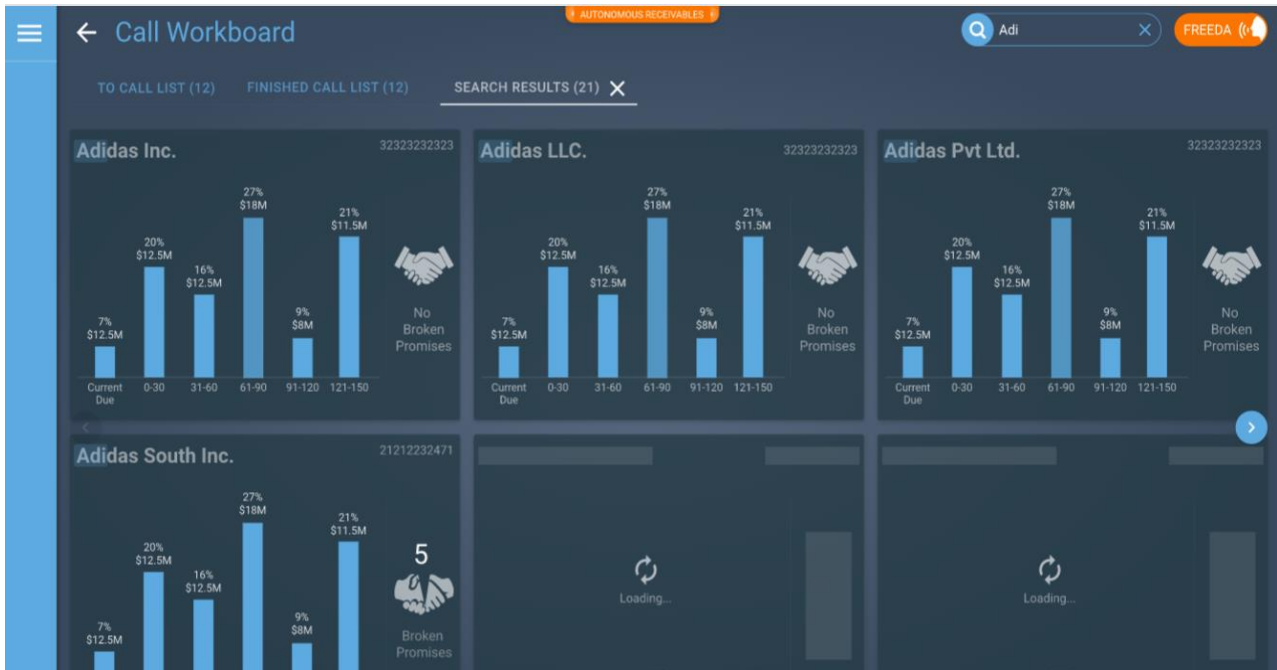 AUTONOMOUS RECEIVABLES
Call Workboard
Adi
FREEDA
TO CALL LIST (12)
FINISHED CALL LIST (12)
SEARCH RESULTS (21)
Adidas Inc.
32323232323
27%
$18M
21%
$11.5M
20%
$12.5M
16%
$12.5M
9%
$8M
7%
$12.5M
No
Broken
Promises
Current
Due
0-30
31-60
61-90
91-120
121-150
Adidas LLC.
32323232323
27%
$18M
21%
$11.5M
20%
$12.5M
16%
$12.5M
9%
$8M
7%
$12.5M
No
Broken
Promises
Current
Due
0-30
31-60
61-90
91-120
121-150
Adidas Pvt Ltd.
32323232323
27%
$18M
21%
$11.5M
20%
$12.5M
16%
$12.5M
9%
$8M
7%
$12.5M
No
Broken
Promises
Current
Due
0-30
31-60
61-90
91-120
121-150
Adidas South Inc.
21212232471
27%
$18M
21%
$11.5M
20%
$12.5M
16%
$12.5M
9%
$8M
7%
$12.5M
5
Broken
Promises
Loading...
Loading...